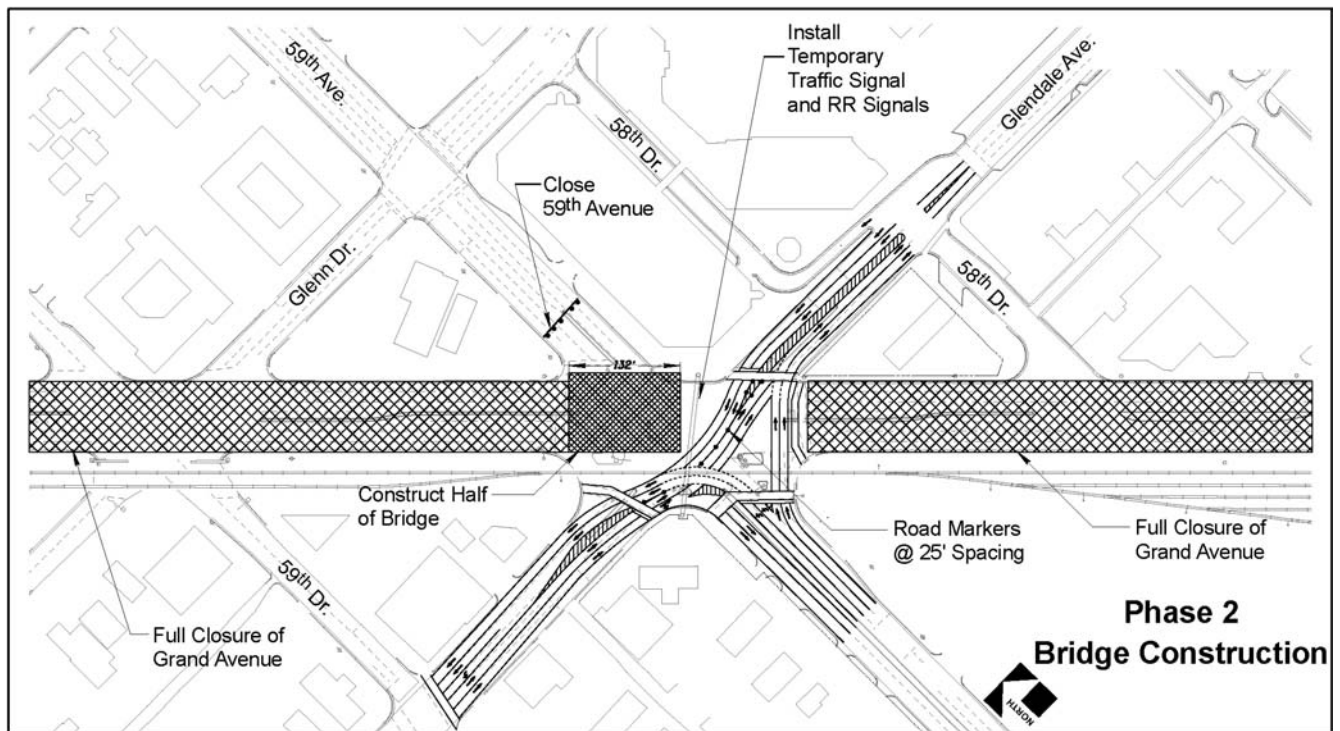 Install
Temporary
Traffic Signal
and RR Signals
59th Ave.
58th Dr.
Glendale Ave.
Close
59th Avenue
Glenn Dr.
58th Dr.
132'
Construct Half
of Bridge
Road Markers
@ 25' Spacing
Full Closure of
Grand Avenue
59th Dr.
Full Closure of
Grand Avenue
Phase 2
Bridge Construction
NORTH